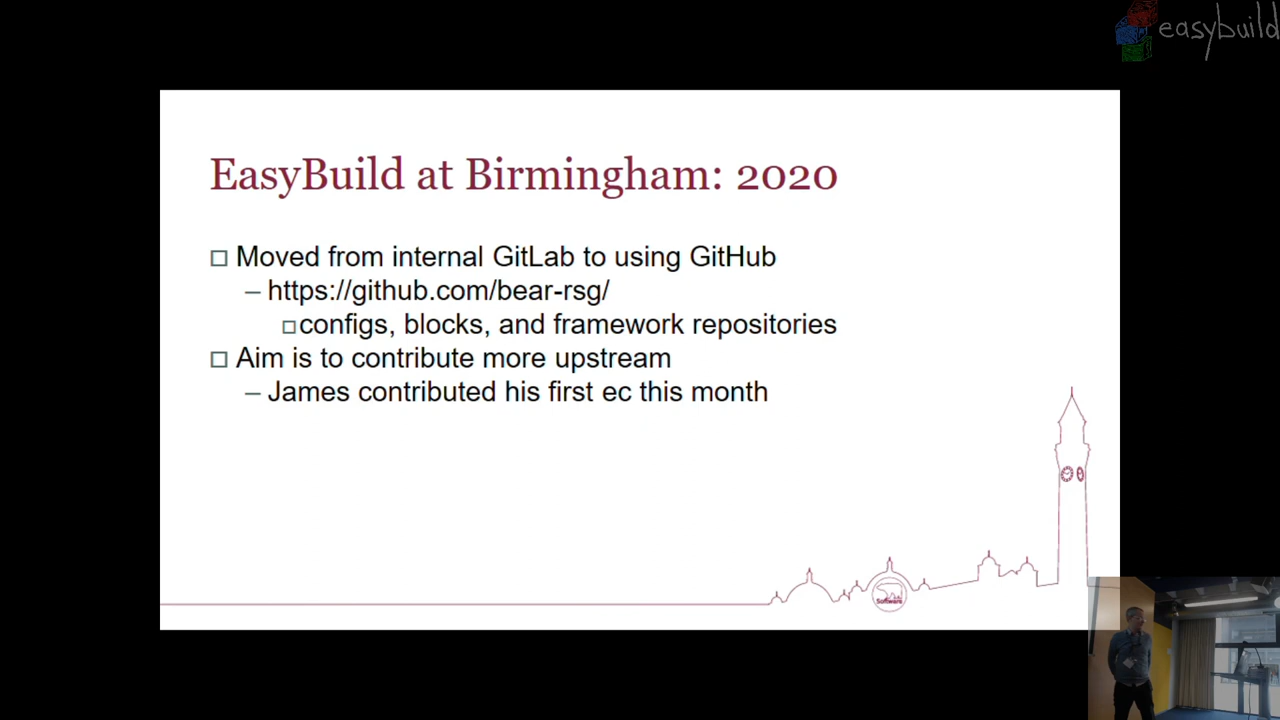 easybuild
EasyBuild at Birmingham: 2020
Moved from internal GitLab to using GitHub
– https://github.com/bear-rsg/
configs, blocks, and framework repositories
Aim is to contribute more upstream
– James contributed his first ec this month
Software